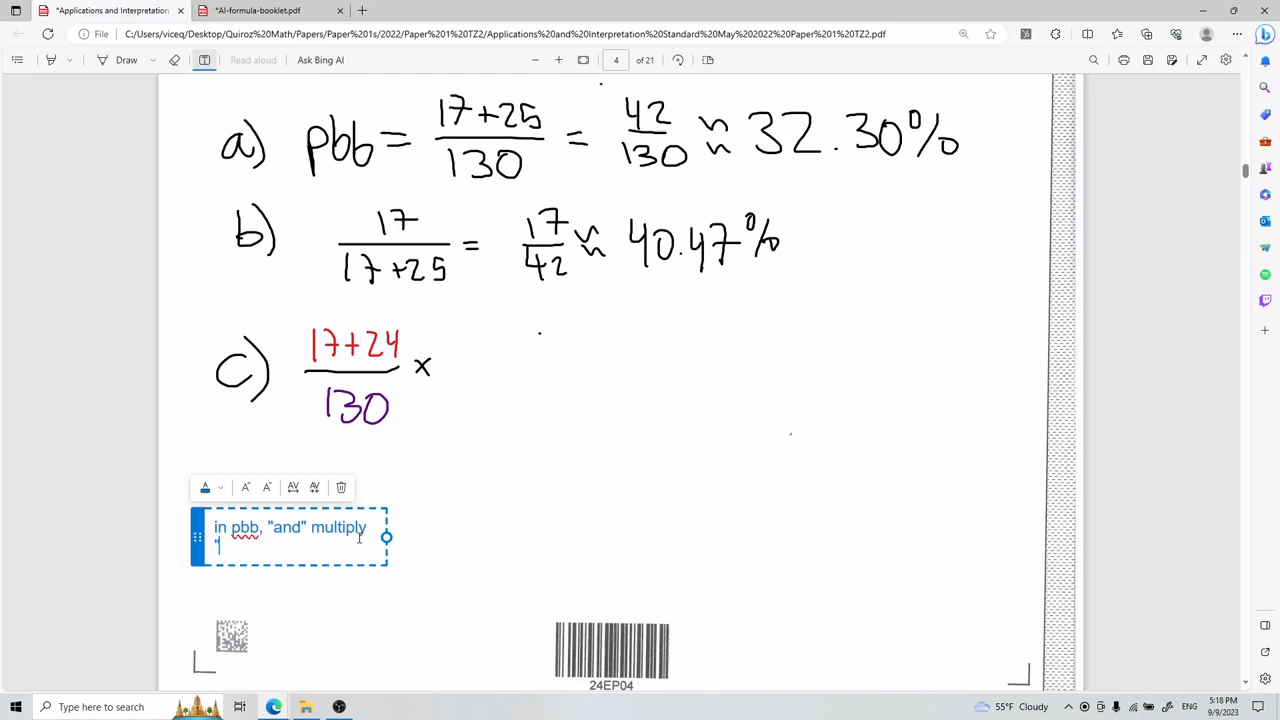 *Applications and Interpretation
*AI-formula-booklet.pdf
File
C:/Users/viceq/Desktop/Quiroz%20Math/Papers/Paper%201s/2022/Paper%201%20TZ2/Applications%20and%20Interpretation%20Standard%20May%202022%20Paper%201%20TZ2.pdf
Draw
Read aloud
Ask Bing AI
4
of 21
a) pbb = 17+25/130 = 42/130 ≈ 32.30%
b) 17/17+25 = 17/42 ≈ 40.47%
c) 17+24/130 ×
in pbb, "and" multiply
"
24EP04
Type here to search
55°F Cloudy
ENG
5:18 PM
9/9/2023